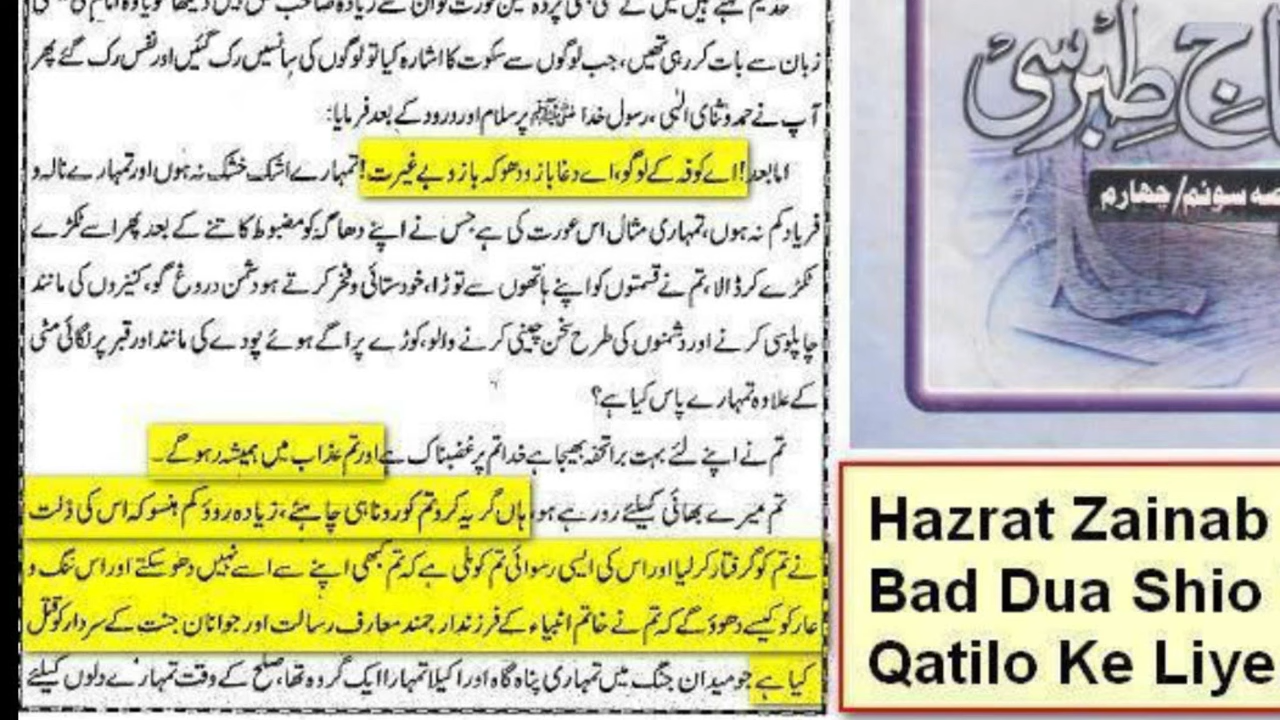 زبان سے بات کر رہی تھیں، جب لوگوں سے سکوت کا اشارہ کیا تو لوگوں کی سانسیں رک گئیں اور نفس رک گئے پھر
آپ نے حمد و ثنای الٰہی، رسول خدا ﷺ پر سلام اور درود کے بعد فرمایا:
امابعد! اے کوفہ کے لوگو، اے دغا باز و دھوکہ باز و بے غیرت! تمہارے اشک خشک نہ ہوں اور تمہارے نالہ و
فریاد کم نہ ہوں، تمہاری مثال اس عورت کی ہے جس نے اپنے دھاگہ کو مضبوط کاتنے کے بعد پھر اسے ٹکڑے
ٹکڑے کر ڈالا، تم نے قسمتوں کو اپنے ہاتھوں سے توڑا، خودستائی و فخر کرتے ہو دشمن دروغ گو، کنیزوں کی مانند
چاپلوسی کرنے اور دشمنوں کی طرح سخن چینی کرنے والو، کوڑے پر اگے ہوئے پودے کی مانند اور قبر پر لگائی مٹی
کے علاوہ تمہارے پاس کیا ہے؟
تم نے اپنے لئے بہت برا تحفہ بھیجا ہے خدا تم پر غضبناک ہے اور تم عذاب میں ہمیشہ رہو گے۔
تم میرے بھائی کیلئے رو رہے ہو، ہاں گریہ کرو تم کو رونا ہی چاہئے، زیادہ روؤ کم ہنسو کہ اس کی ذلت
نے تم کو گرفتار کر لیا اور اس کی ایسی رسوائی تم کو ملی ہے کہ تم کبھی اپنے سے اسے نہیں دھو سکتے اور اس ننگ و
عار کو کیسے دھوؤ گے کہ تم نے خاتم انبیاء کے فرزند ارجمند معارف رسالت اور جوانان جنت کے سردار کو قتل
کیا ہے جو میدان جنگ میں تمہاری پناہ گاہ اور اکیلا تمہارا ایک گروہ تھا، صلح کے وقت تمہارے دلوں کیلئے
طبرسی
سوئم/چهارم
Hazrat Zainab
Bad Dua Shio
Qatilo Ke Liye